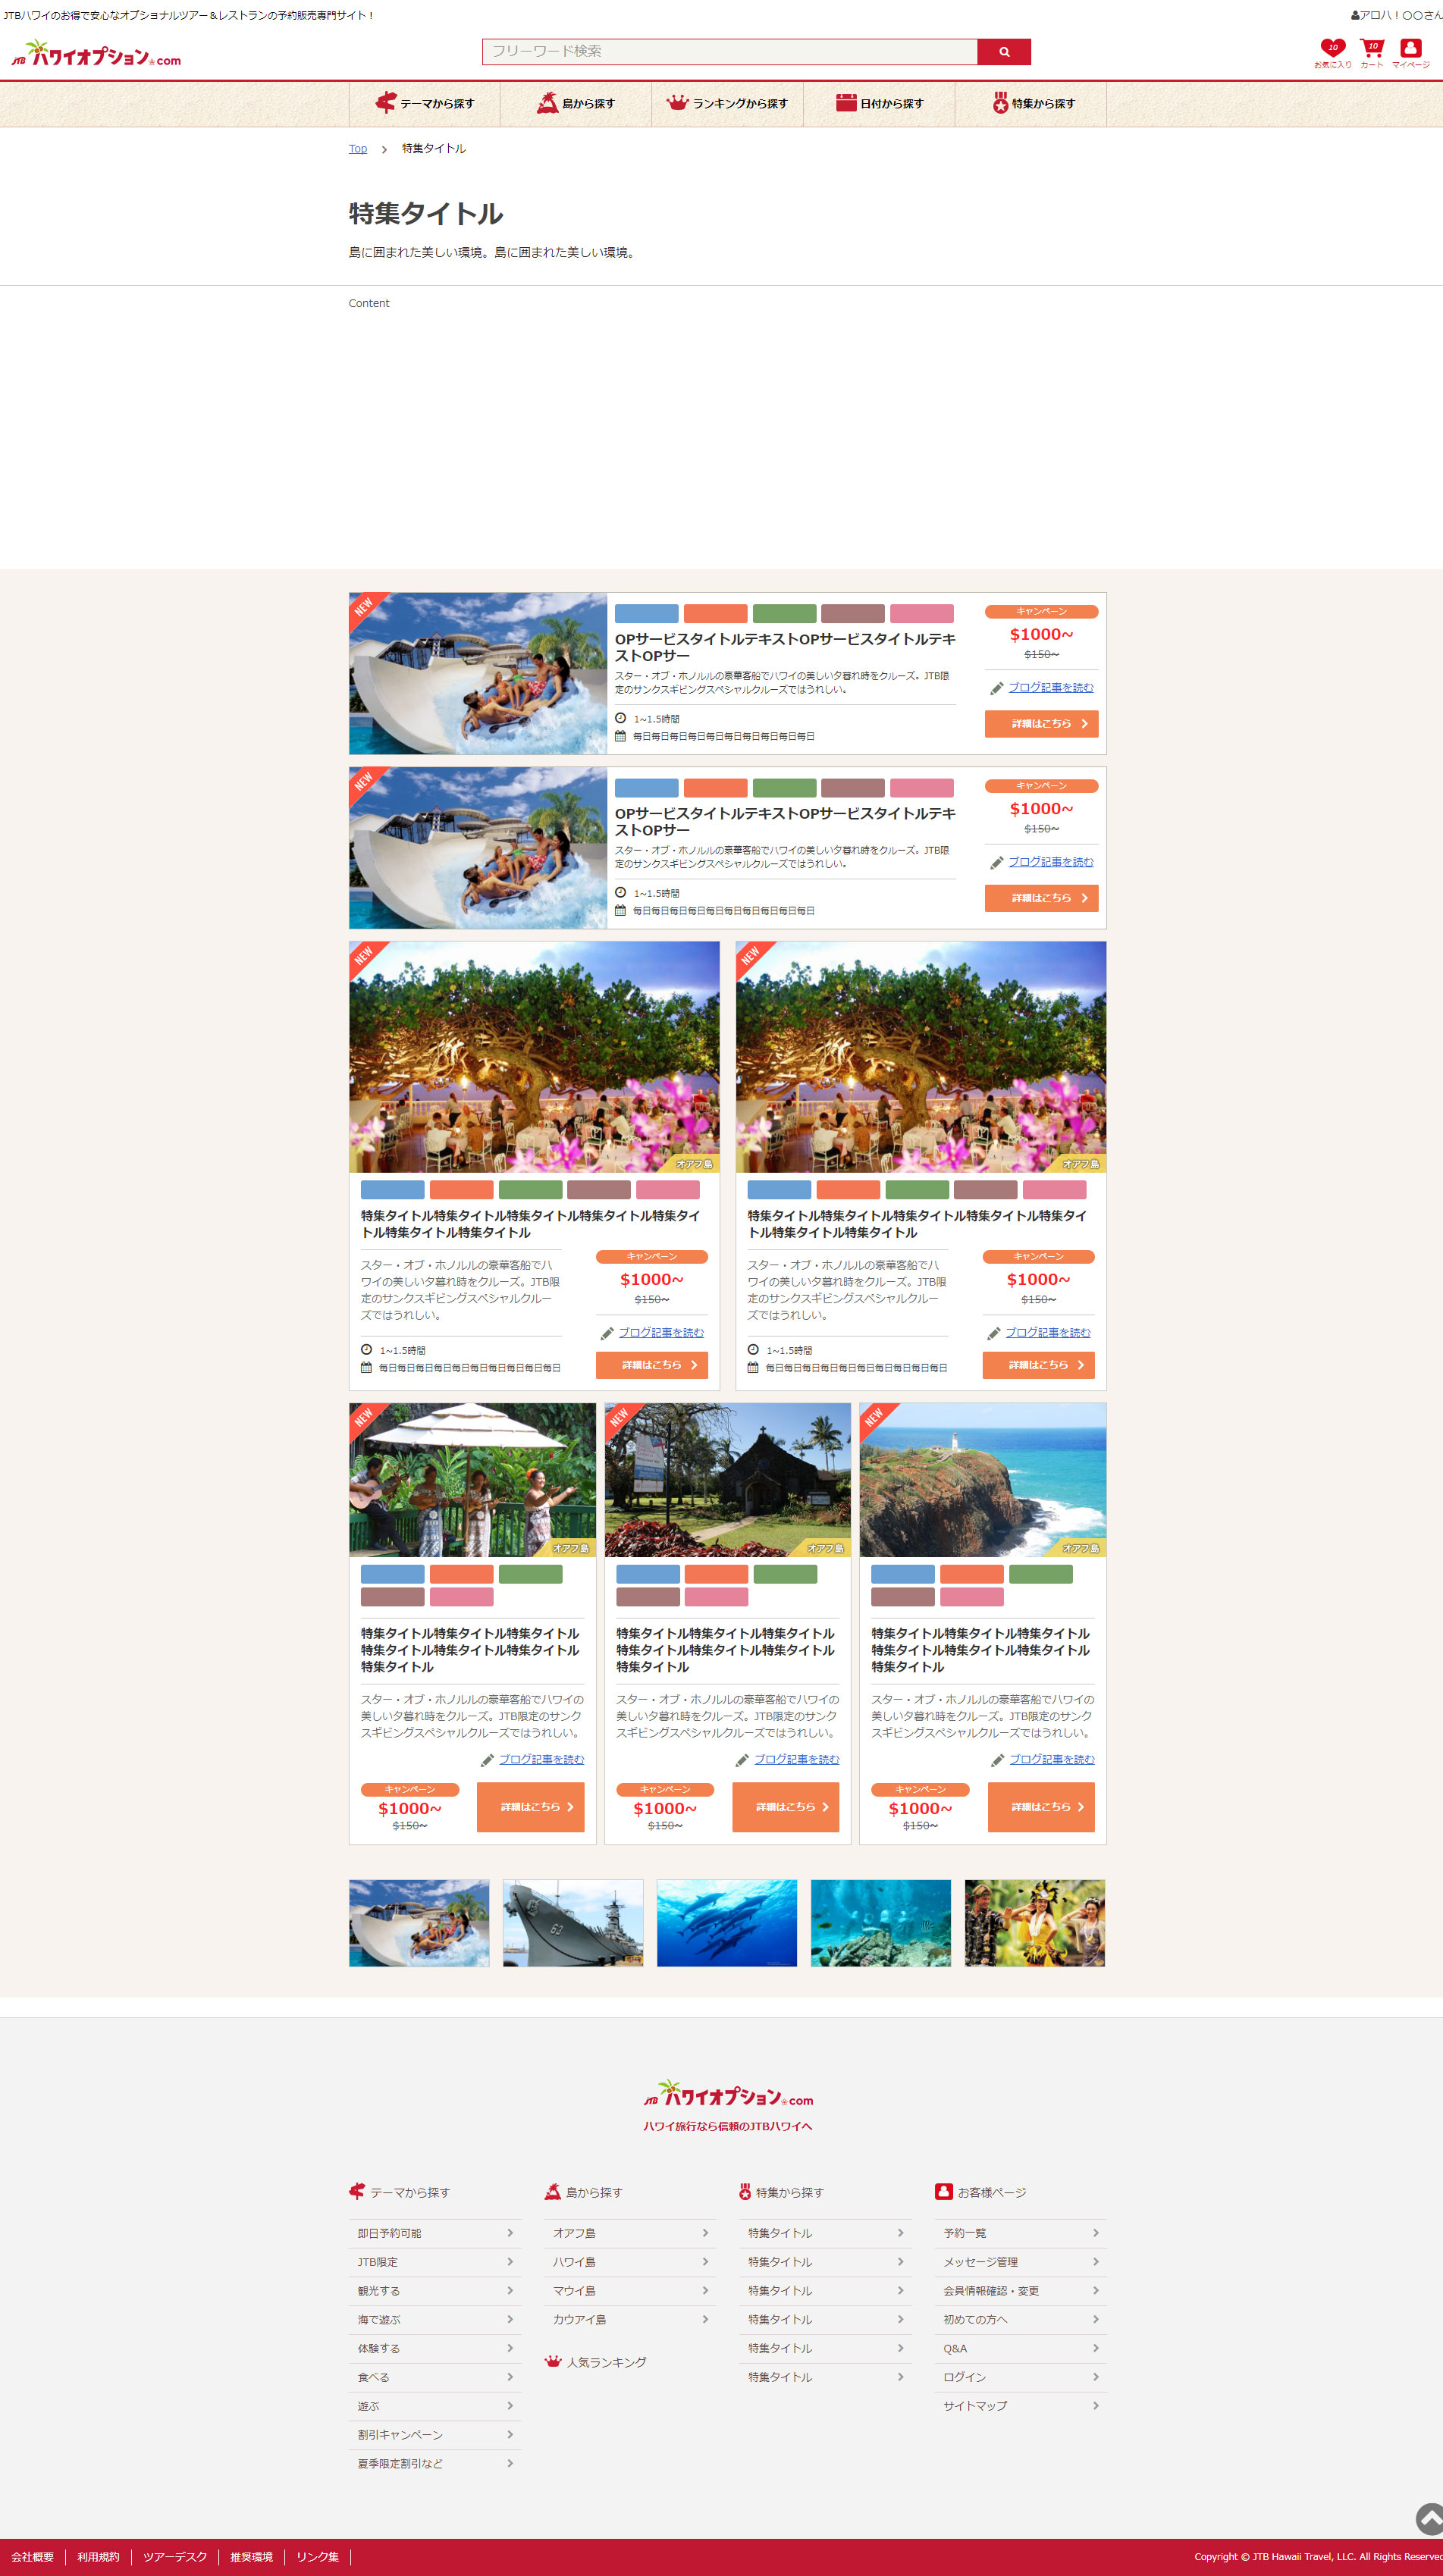 JTBハワイのお得で安心なオプショナルツアー＆レストランの予約販売専門サイト！
アロハ！○○さん
JTB ハワイオプション.com
フリーワード検索
10
お気に入り
10
カート
マイページ
テーマから探す
島から探す
ランキングから探す
日付から探す
特集から探す
Top
特集タイトル
特集タイトル
島に囲まれた美しい環境。島に囲まれた美しい環境。
Content
NEW
OPサービスタイトルテキストOPサービスタイトルテキ
ストOPサー
スター・オブ・ホノルルの豪華客船でハワイの美しい夕暮れ時をクルーズ。JTB限
定のサンクスギビングスペシャルクルーズではうれしい。
1~1.5時間
毎日毎日毎日毎日毎日毎日毎日毎日毎日毎日
キャンペーン
$1000~
$150~
ブログ記事を読む
詳細はこちら
NEW
OPサービスタイトルテキストOPサービスタイトルテキ
ストOPサー
スター・オブ・ホノルルの豪華客船でハワイの美しい夕暮れ時をクルーズ。JTB限
定のサンクスギビングスペシャルクルーズではうれしい。
1~1.5時間
毎日毎日毎日毎日毎日毎日毎日毎日毎日毎日
キャンペーン
$1000~
$150~
ブログ記事を読む
詳細はこちら
NEW
オアフ島
特集タイトル特集タイトル特集タイトル特集タイトル特集タイ
トル特集タイトル特集タイトル
スター・オブ・ホノルルの豪華客船でハ
ワイの美しい夕暮れ時をクルーズ。JTB限
定のサンクスギビングスペシャルクルー
ズではうれしい。
1~1.5時間
毎日毎日毎日毎日毎日毎日毎日毎日毎日毎日
キャンペーン
$1000~
$150~
ブログ記事を読む
詳細はこちら
NEW
オアフ島
特集タイトル特集タイトル特集タイトル特集タイトル特集タイ
トル特集タイトル特集タイトル
スター・オブ・ホノルルの豪華客船でハ
ワイの美しい夕暮れ時をクルーズ。JTB限
定のサンクスギビングスペシャルクルー
ズではうれしい。
1~1.5時間
毎日毎日毎日毎日毎日毎日毎日毎日毎日毎日
キャンペーン
$1000~
$150~
ブログ記事を読む
詳細はこちら
NEW
オアフ島
特集タイトル特集タイトル特集タイトル
特集タイトル特集タイトル特集タイトル
特集タイトル
スター・オブ・ホノルルの豪華客船でハワイの
美しい夕暮れ時をクルーズ。JTB限定のサンク
スギビングスペシャルクルーズではうれしい。
ブログ記事を読む
キャンペーン
$1000~
$150~
詳細はこちら
NEW
オアフ島
特集タイトル特集タイトル特集タイトル
特集タイトル特集タイトル特集タイトル
特集タイトル
スター・オブ・ホノルルの豪華客船でハワイの
美しい夕暮れ時をクルーズ。JTB限定のサンク
スギビングスペシャルクルーズではうれしい。
ブログ記事を読む
キャンペーン
$1000~
$150~
詳細はこちら
NEW
オアフ島
特集タイトル特集タイトル特集タイトル
特集タイトル特集タイトル特集タイトル
特集タイトル
スター・オブ・ホノルルの豪華客船でハワイの
美しい夕暮れ時をクルーズ。JTB限定のサンク
スギビングスペシャルクルーズではうれしい。
ブログ記事を読む
キャンペーン
$1000~
$150~
詳細はこちら
63
JTB ハワイオプション.com
ハワイ旅行なら信頼のJTBハワイへ
テーマから探す
即日予約可能
JTB限定
観光する
海で遊ぶ
体験する
食べる
遊ぶ
割引キャンペーン
夏季限定割引など
島から探す
オアフ島
ハワイ島
マウイ島
カウアイ島
人気ランキング
特集から探す
特集タイトル
特集タイトル
特集タイトル
特集タイトル
特集タイトル
特集タイトル
お客様ページ
予約一覧
メッセージ管理
会員情報確認・変更
初めての方へ
Q&A
ログイン
サイトマップ
会社概要
利用規約
ツアーデスク
推奨環境
リンク集
Copyright © JTB Hawaii Travel, LLC. All Rights Reserved